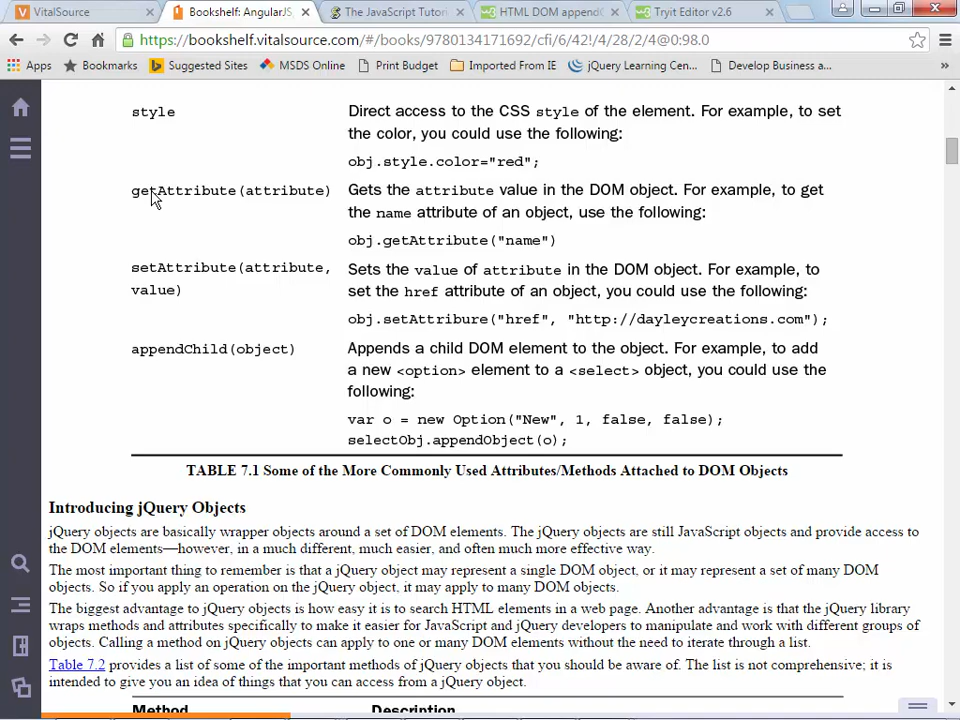 VitalSource
Bookshelf: AngularJS,
The JavaScript Tutori
HTML DOM appendC
Tryit Editor v2.6
https://bookshelf.vitalsource.com/#/books/9780134171692/cfi/6/42!/4/28/2/4@0:98.0
Apps
Bookmarks
Suggested Sites
MSDS Online
Print Budget
Imported From IE
jQuery Learning Cen...
Develop Business a...
»
style
Direct access to the CSS style of the element. For example, to set
the color, you could use the following:
obj.style.color="red";
getAttribute(attribute)
Gets the attribute value in the DOM object. For example, to get
the name attribute of an object, use the following:
obj.getAttribute("name")
setAttribute(attribute,
value)
Sets the value of attribute in the DOM object. For example, to
set the href attribute of an object, you could use the following:
obj.setAttribure("href", "http://dayleycreations.com");
appendChild(object)
Appends a child DOM element to the object. For example, to add
a new <option> element to a <select> object, you could use the
following:
var o = new Option("New", 1, false, false);
selectObj.appendObject(o);
TABLE 7.1 Some of the More Commonly Used Attributes/Methods Attached to DOM Objects
Introducing jQuery Objects
jQuery objects are basically wrapper objects around a set of DOM elements. The jQuery objects are still JavaScript objects and provide access to
the DOM elements—however, in a much different, much easier, and often much more effective way.
The most important thing to remember is that a jQuery object may represent a single DOM object, or it may represent a set of many DOM
objects. So if you apply an operation on the jQuery object, it may apply to many DOM objects.
The biggest advantage to jQuery objects is how easy it is to search HTML elements in a web page. Another advantage is that the jQuery library
wraps methods and attributes specifically to make it easier for JavaScript and jQuery developers to manipulate and work with different groups of
objects. Calling a method on jQuery objects can apply to one or many DOM elements without the need to iterate through a list.
Table 7.2 provides a list of some of the important methods of jQuery objects that you should be aware of. The list is not comprehensive; it is
intended to give you an idea of things that you can access from a jQuery object.
Method
Description